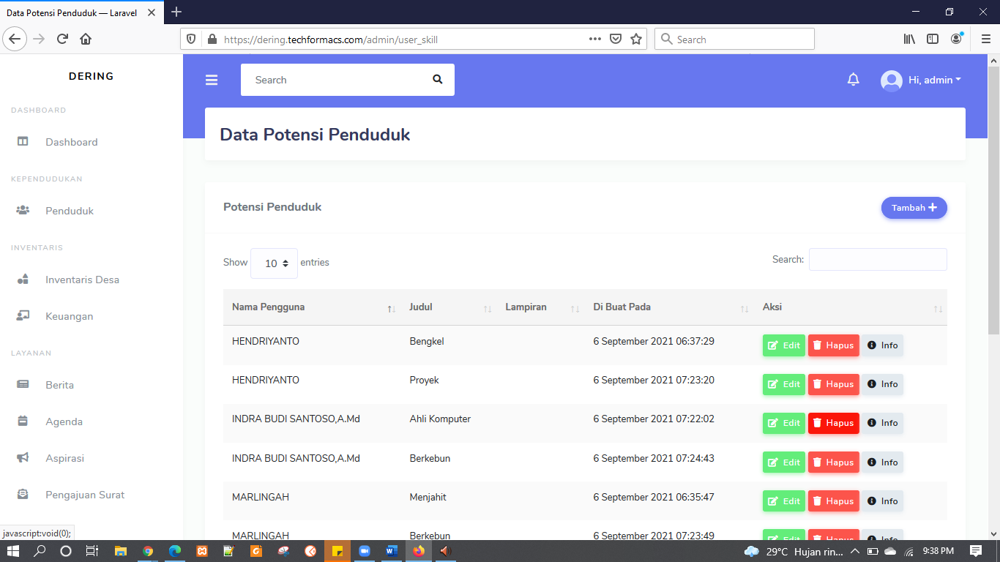 Data Potensi Penduduk — Laravel
https://dering.techformacs.com/admin/user_skill
Search
DERING
Search
Hi, admin
DASHBOARD
Dashboard
Data Potensi Penduduk
KEPENDUDUKAN
Penduduk
Potensi Penduduk
Tambah
INVENTARIS
Inventaris Desa
Keuangan
Show 10 entries
Search:
LAYANAN
Berita
Agenda
Aspirasi
Pengajuan Surat
Nama Pengguna Judul Lampiran Di Buat Pada Aksi
HENDRIYANTO Bengkel 6 September 2021 06:37:29 Edit Hapus Info
HENDRIYANTO Proyek 6 September 2021 07:23:20 Edit Hapus Info
INDRA BUDI SANTOSO,A.Md Ahli Komputer 6 September 2021 07:22:02 Edit Hapus Info
INDRA BUDI SANTOSO,A.Md Berkebun 6 September 2021 07:24:43 Edit Hapus Info
MARLINGAH Menjahit 6 September 2021 06:35:47 Edit Hapus Info
MARLINGAH Berkebun 6 September 2021 07:23:49 Edit Hapus Info
javascript:void(0);
29°C Hujan rin... 9:38 PM